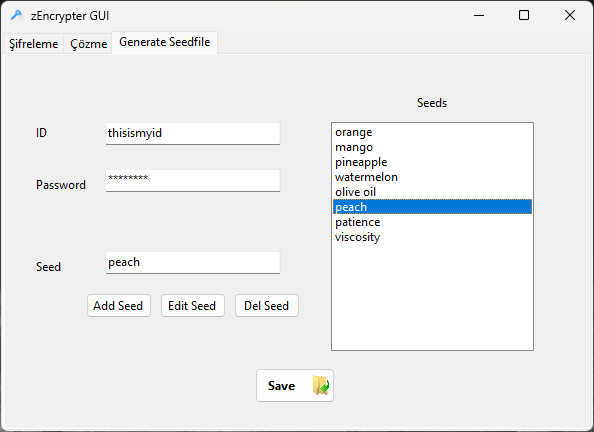 zEncrypter GUI
Şifreleme Çözme Generate Seedfile
Seeds
ID thisismyid
Password ********
Seed peach
Add Seed Edit Seed Del Seed
orange
mango
pineapple
watermelon
olive oil
peach
patience
viscosity
Save